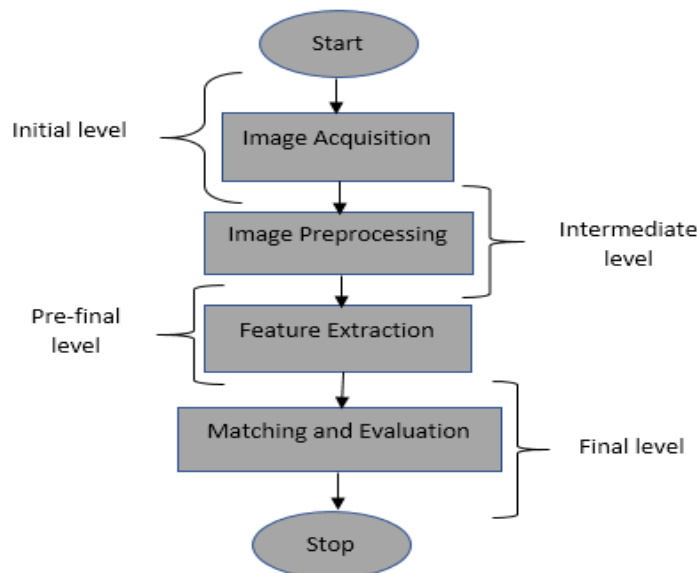 Start
Initial level
Image Acquisition
Image Preprocessing
Intermediate
level
Pre-final
level
Feature Extraction
Matching and Evaluation
Final level
Stop